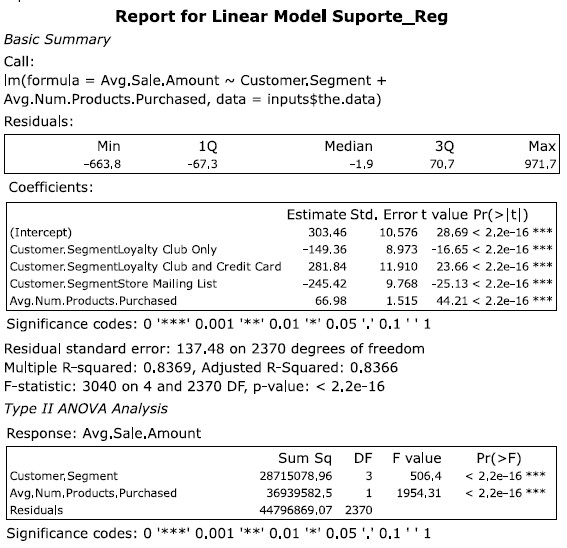 Report for Linear Model Suporte_Reg
Basic Summary
Call:
lm(formula = Avg.Sale.Amount ~ Customer.Segment +
Avg.Num.Products.Purchased, data = inputs$the.data)
Residuals:
Min 1Q Median 3Q Max
-663,8 -67,3 -1,9 70,7 971,7
Coefficients:
Estimate Std. Error t value Pr(>|t|)
(Intercept) 303,46 10,576 28,69 < 2,2e-16 ***
Customer.SegmentLoyalty Club Only -149,36 8,973 -16,65 < 2,2e-16 ***
Customer.SegmentLoyalty Club and Credit Card 281,84 11,910 23,66 < 2,2e-16 ***
Customer.SegmentStore Mailing List -245,42 9,768 -25,13 < 2,2e-16 ***
Avg.Num.Products.Purchased 66,98 1,515 44,21 < 2,2e-16 ***
Significance codes: 0 '***' 0,001 '**' 0,01 '*' 0,05 '.' 0,1 ' ' 1
Residual standard error: 137,48 on 2370 degrees of freedom
Multiple R-squared: 0,8369, Adjusted R-Squared: 0,8366
F-statistic: 3040 on 4 and 2370 DF, p-value: < 2,2e-16
Type II ANOVA Analysis
Response: Avg.Sale.Amount
Sum Sq DF F value Pr(>F)
Customer,Segment 28715078,96 3 506,4 < 2,2e-16 ***
Avg,Num,Products,Purchased 36939582,5 1 1954,31 < 2,2e-16 ***
Residuals 44796869,07 2370
Significance codes: 0 '***' 0,001 '**' 0,01 '*' 0,05 '.' 0,1 ' ' 1